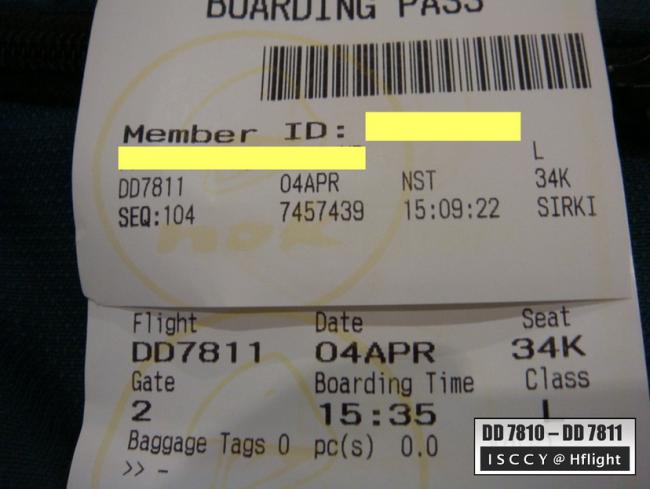 BOARDING PASS
Member ID:
L
DD7811 04APR NST 34K
SEQ:104 7457439 15:09:22 SIRKI
nok
Flight Date Seat
DD7811 04APR 34K
Gate Boarding Time Class
2 15:35 L
Baggage Tags 0 pc(s) 0.0
>> -
DD 7810 – DD 7811
ISCCY @ Hflight